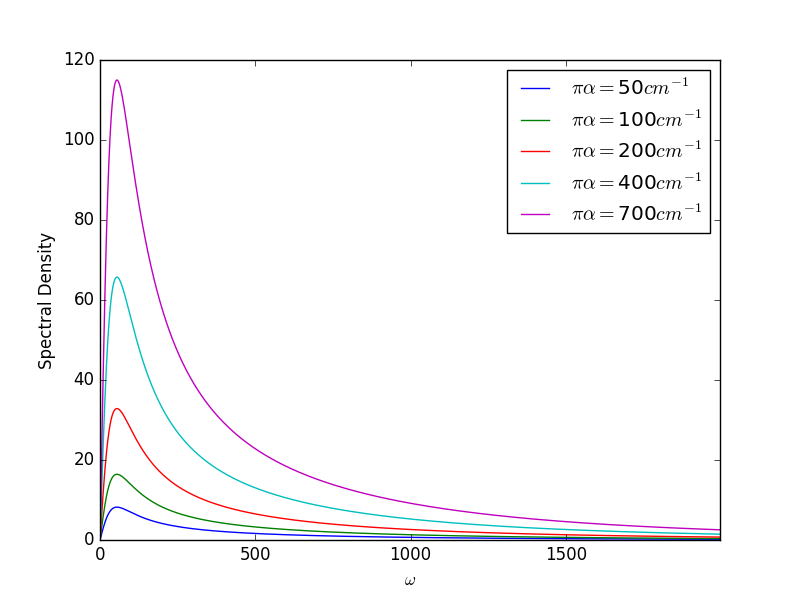 120
100
80
60
40
20
0
Spectral Density
0 500 1000 1500
ω
πα = 50cm⁻¹
πα = 100cm⁻¹
πα = 200cm⁻¹
πα = 400cm⁻¹
πα = 700cm⁻¹